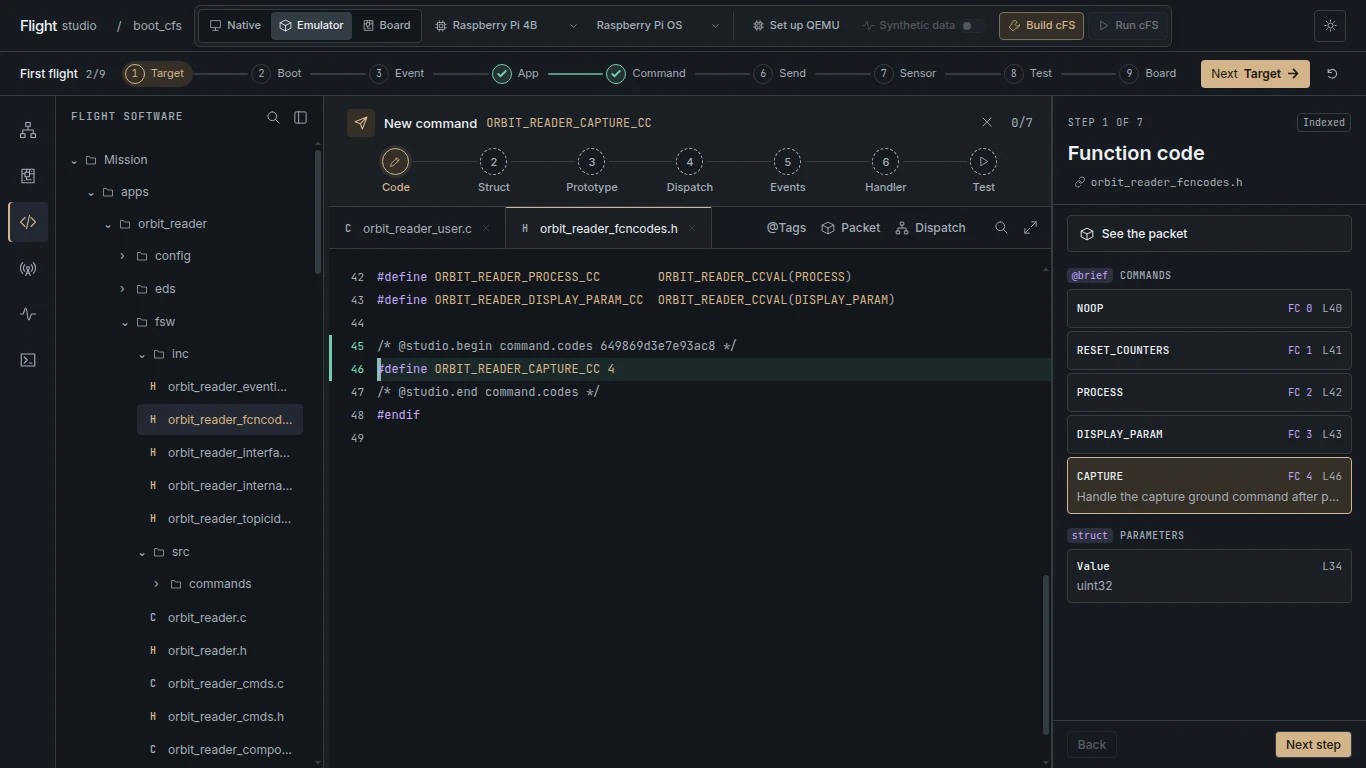 Flight studio / boot_cfs Native Emulator Board Raspberry Pi 4B Raspberry Pi OS Set up QEMU Synthetic data Build cFS Run cFS
First flight 2/9 1 Target 2 Boot 3 Event App Command 6 Send 7 Sensor 8 Test 9 Board Next Target
FLIGHT SOFTWARE
Mission
apps
orbit_reader
config
eds
fsw
inc
H orbit_reader_eventi...
H orbit_reader_fcncod...
H orbit_reader_interfa...
H orbit_reader_interna...
H orbit_reader_topicid...
src
commands
C orbit_reader.c
H orbit_reader.h
C orbit_reader_cmds.c
H orbit_reader_cmds.h
C orbit_reader_compo...
New command ORBIT_READER_CAPTURE_CC 0/7
2 3 4 5 6
Code Struct Prototype Dispatch Events Handler Test
C orbit_reader_user.c H orbit_reader_fcncodes.h @Tags Packet Dispatch
42 #define ORBIT_READER_PROCESS_CC ORBIT_READER_CCVAL(PROCESS)
43 #define ORBIT_READER_DISPLAY_PARAM_CC ORBIT_READER_CCVAL(DISPLAY_PARAM)
44
45 /* @studio.begin command.codes 649869d3e7e93ac8 */
46 #define ORBIT_READER_CAPTURE_CC 4
47 /* @studio.end command.codes */
48 #endif
49
STEP 1 OF 7 Indexed
Function code
orbit_reader_fcncodes.h
See the packet
@brief COMMANDS
NOOP FC 0 L40
RESET_COUNTERS FC 1 L41
PROCESS FC 2 L42
DISPLAY_PARAM FC 3 L43
CAPTURE FC 4 L46
Handle the capture ground command after p...
struct PARAMETERS
Value L34
uint32
Back Next step